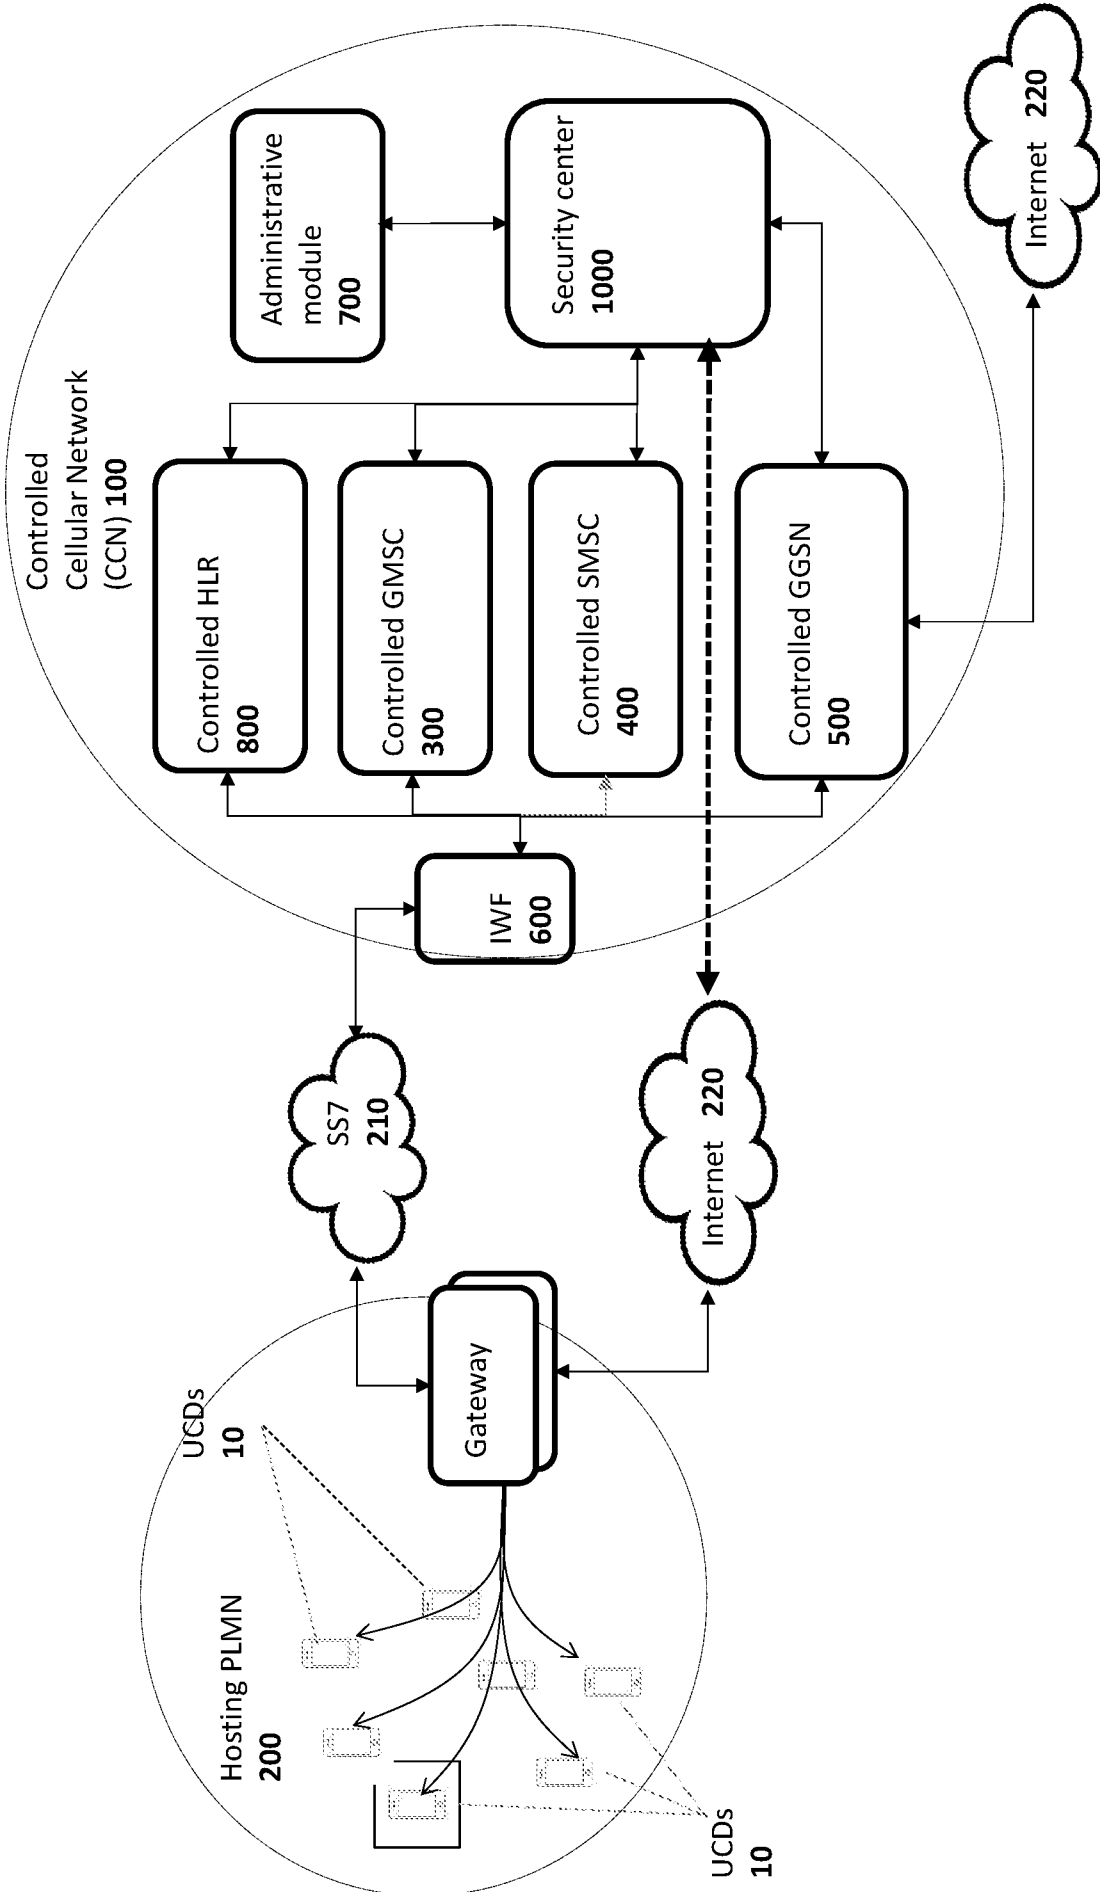 Controlled
Cellular Network
(CCN) 100
Administrative
module
700
Security center
1000
Controlled HLR
800
Controlled GMSC
300
Controlled SMSC
400
Controlled GGSN
500
IWF
600
Internet 220
SS7
210
Internet 220
Gateway
UCDs
10
Hosting PLMN
200
UCDs
10